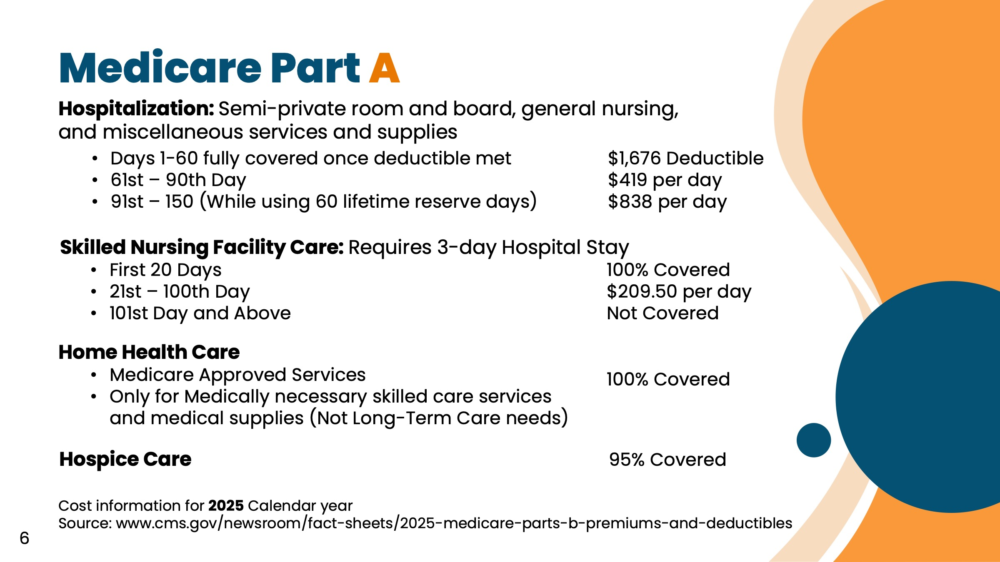 Medicare Part A
Hospitalization: Semi-private room and board, general nursing,
and miscellaneous services and supplies
• Days 1-60 fully covered once deductible met $1,676 Deductible
• 61st – 90th Day $419 per day
• 91st – 150 (While using 60 lifetime reserve days) $838 per day
Skilled Nursing Facility Care: Requires 3-day Hospital Stay
• First 20 Days 100% Covered
• 21st – 100th Day $209.50 per day
• 101st Day and Above Not Covered
Home Health Care
• Medicare Approved Services 100% Covered
• Only for Medically necessary skilled care services
and medical supplies (Not Long-Term Care needs)
Hospice Care 95% Covered
Cost information for 2025 Calendar year
Source: www.cms.gov/newsroom/fact-sheets/2025-medicare-parts-b-premiums-and-deductibles
6